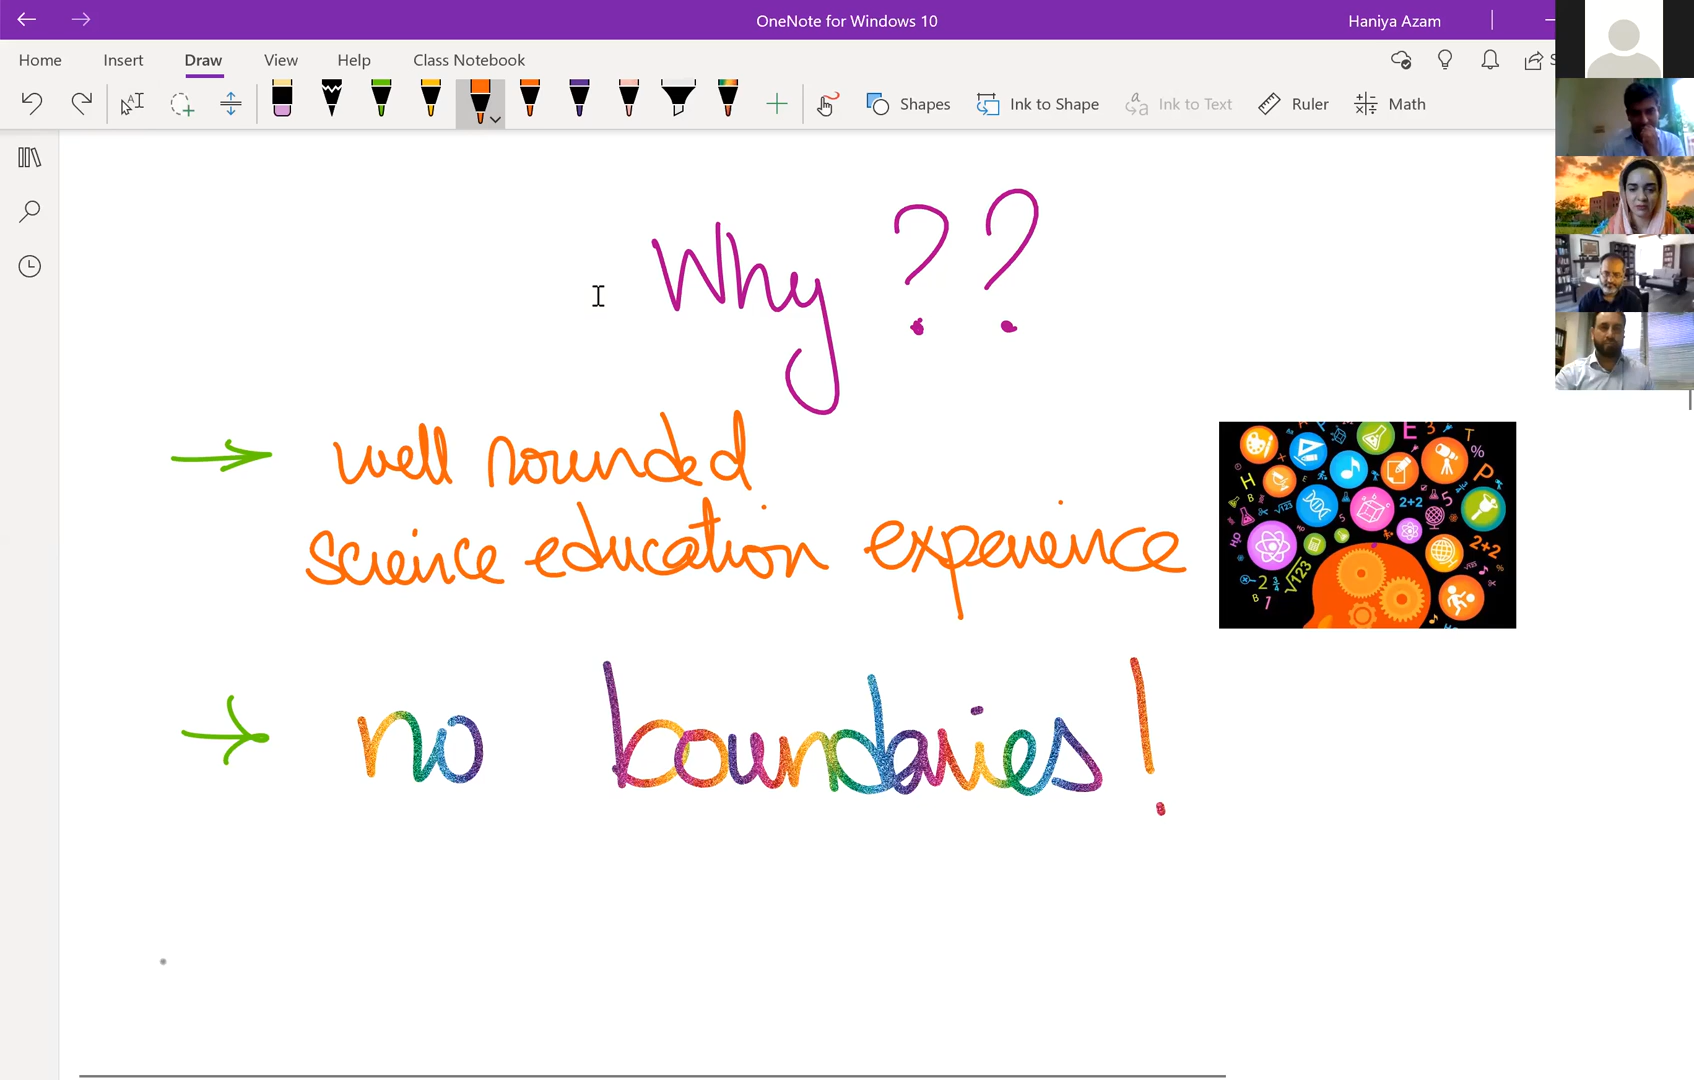 OneNote for Windows 10
Haniya Azam
Home Insert Draw View Help Class Notebook
Shapes Ink to Shape Ink to Text Ruler Math
Why ??
→ well rounded
science education experience
→ no boundaries!